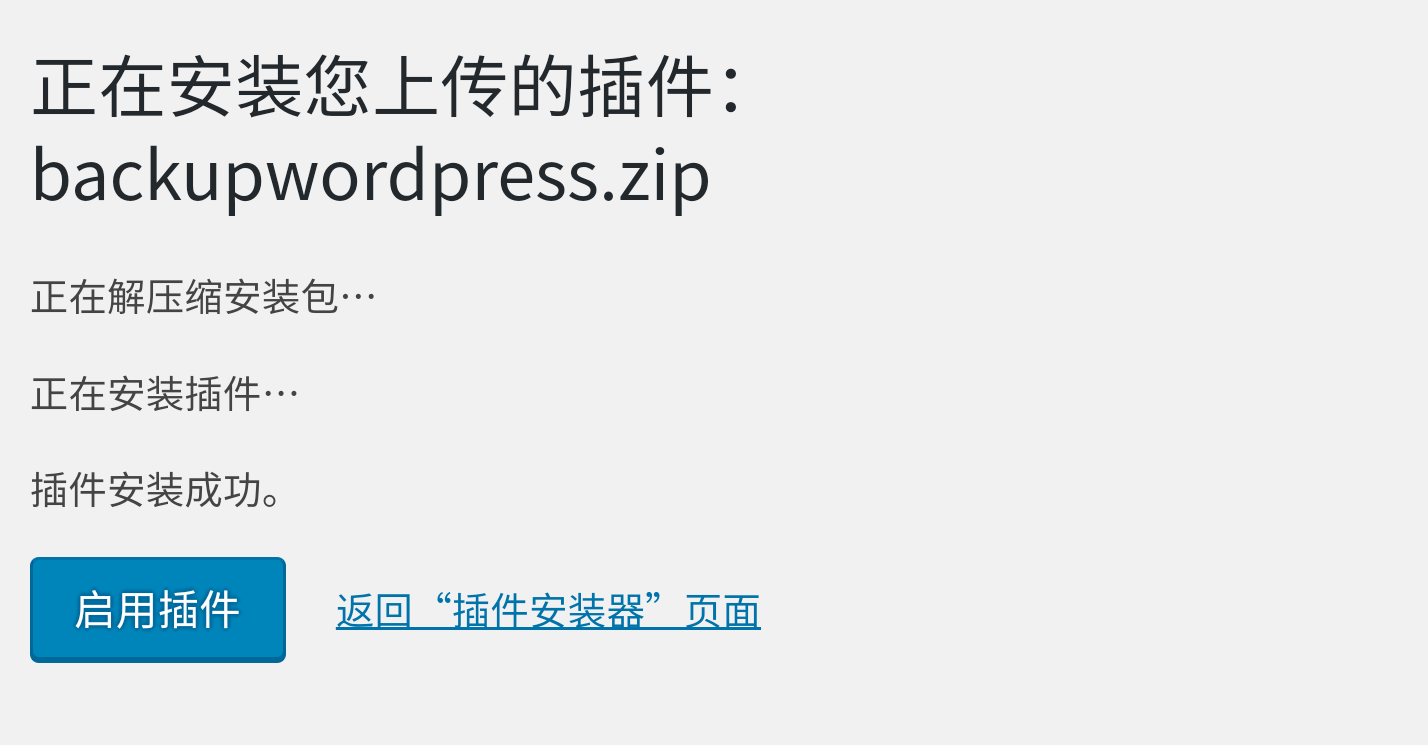 正在安装您上传的插件：
backupwordpress.zip
正在解压缩安装包…
正在安装插件…
插件安装成功。
启用插件
返回“插件安装器”页面